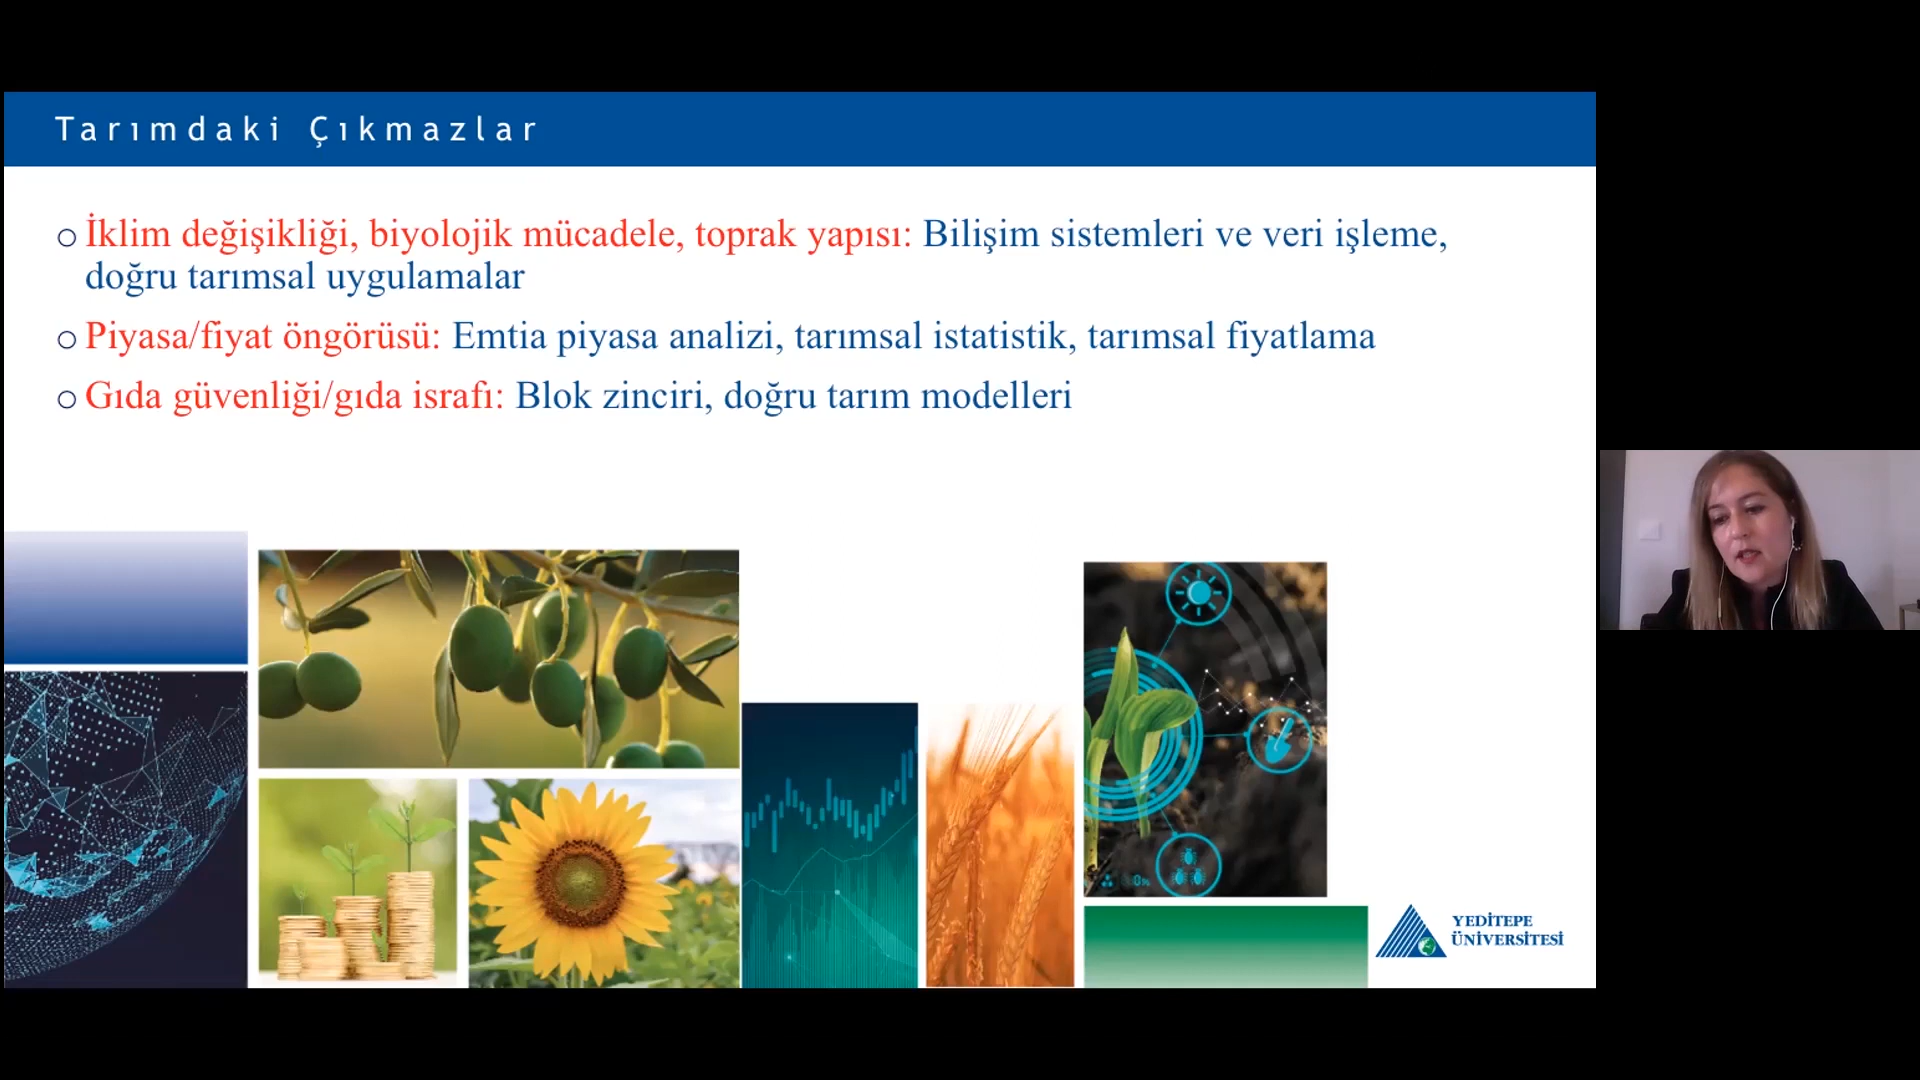 Tarımdaki Çıkmazlar
İklim değişikliği, biyolojik mücadele, toprak yapısı: Bilişim sistemleri ve veri işleme,
doğru tarımsal uygulamalar
Piyasa/fiyat öngörüsü: Emtia piyasa analizi, tarımsal istatistik, tarımsal fiyatlama
Gıda güvenliği/gıda israfı: Blok zinciri, doğru tarım modelleri
YEDİTEPE
ÜNİVERSİTESİ